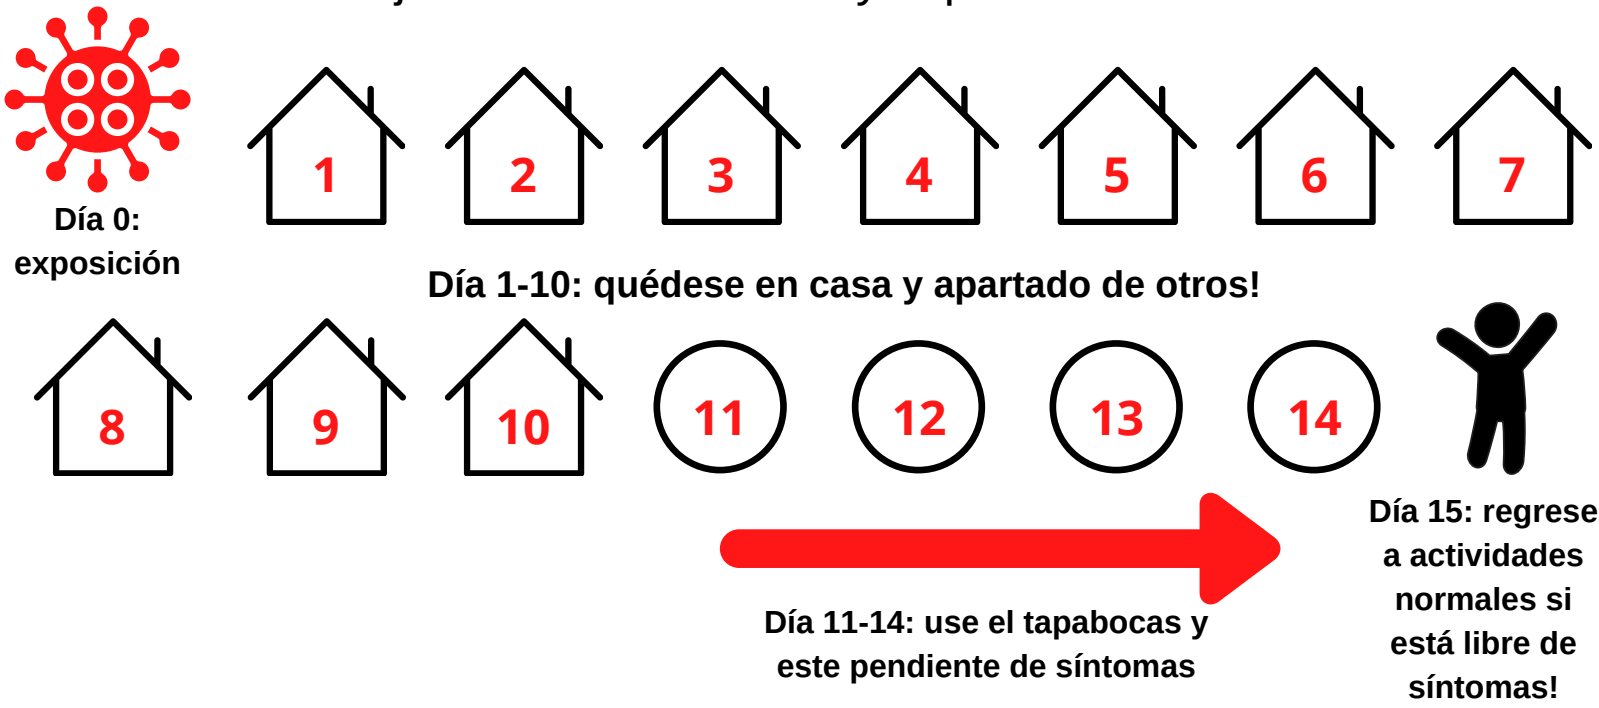 1 2 3 4 5 6 7
Día 0:
exposición
Día 1-10: quédese en casa y apartado de otros!
8 9 10 11 12 13 14
Día 11-14: use el tapabocas y
este pendiente de síntomas
Día 15: regrese
a actividades
normales si
está libre de
síntomas!